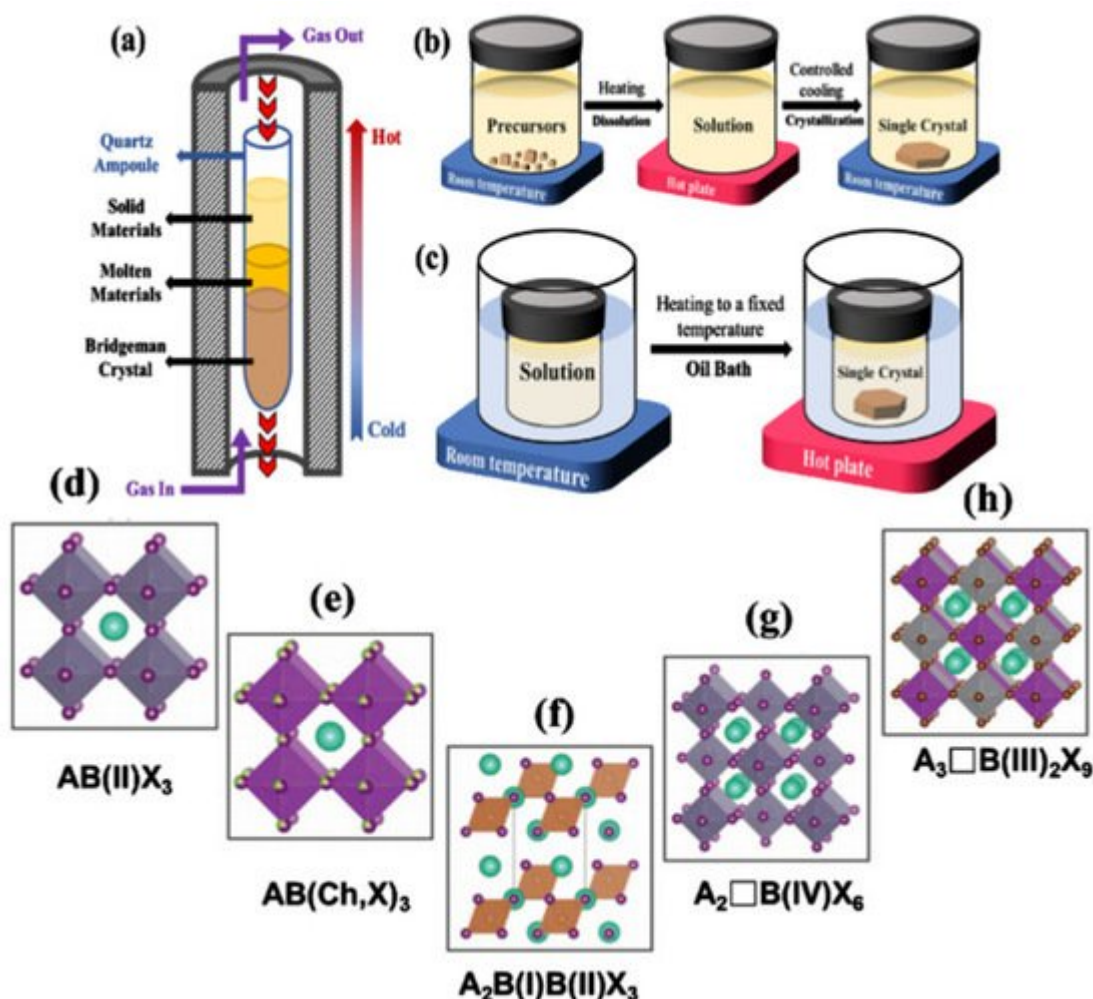 (a)
Gas Out
Quartz
Ampoule
Hot
Solid
Materials
Molten
Materials
Bridgeman
Crystal
Cold
Gas In
(b)
Precursors
Room temperature
Heating
Dissolution
Solution
Hot plate
Controlled
cooling
Crystallization
Single Crystal
Room temperature
(c)
Solution
Room temperature
Heating to a fixed
temperature
Oil Bath
Single Crystal
Hot plate
(d)
AB(II)X₃
(e)
AB(Ch,X)₃
(f)
A₂B(I)B(II)X₃
(g)
A₂□B(IV)X₆
(h)
A₃□B(III)₂X₉